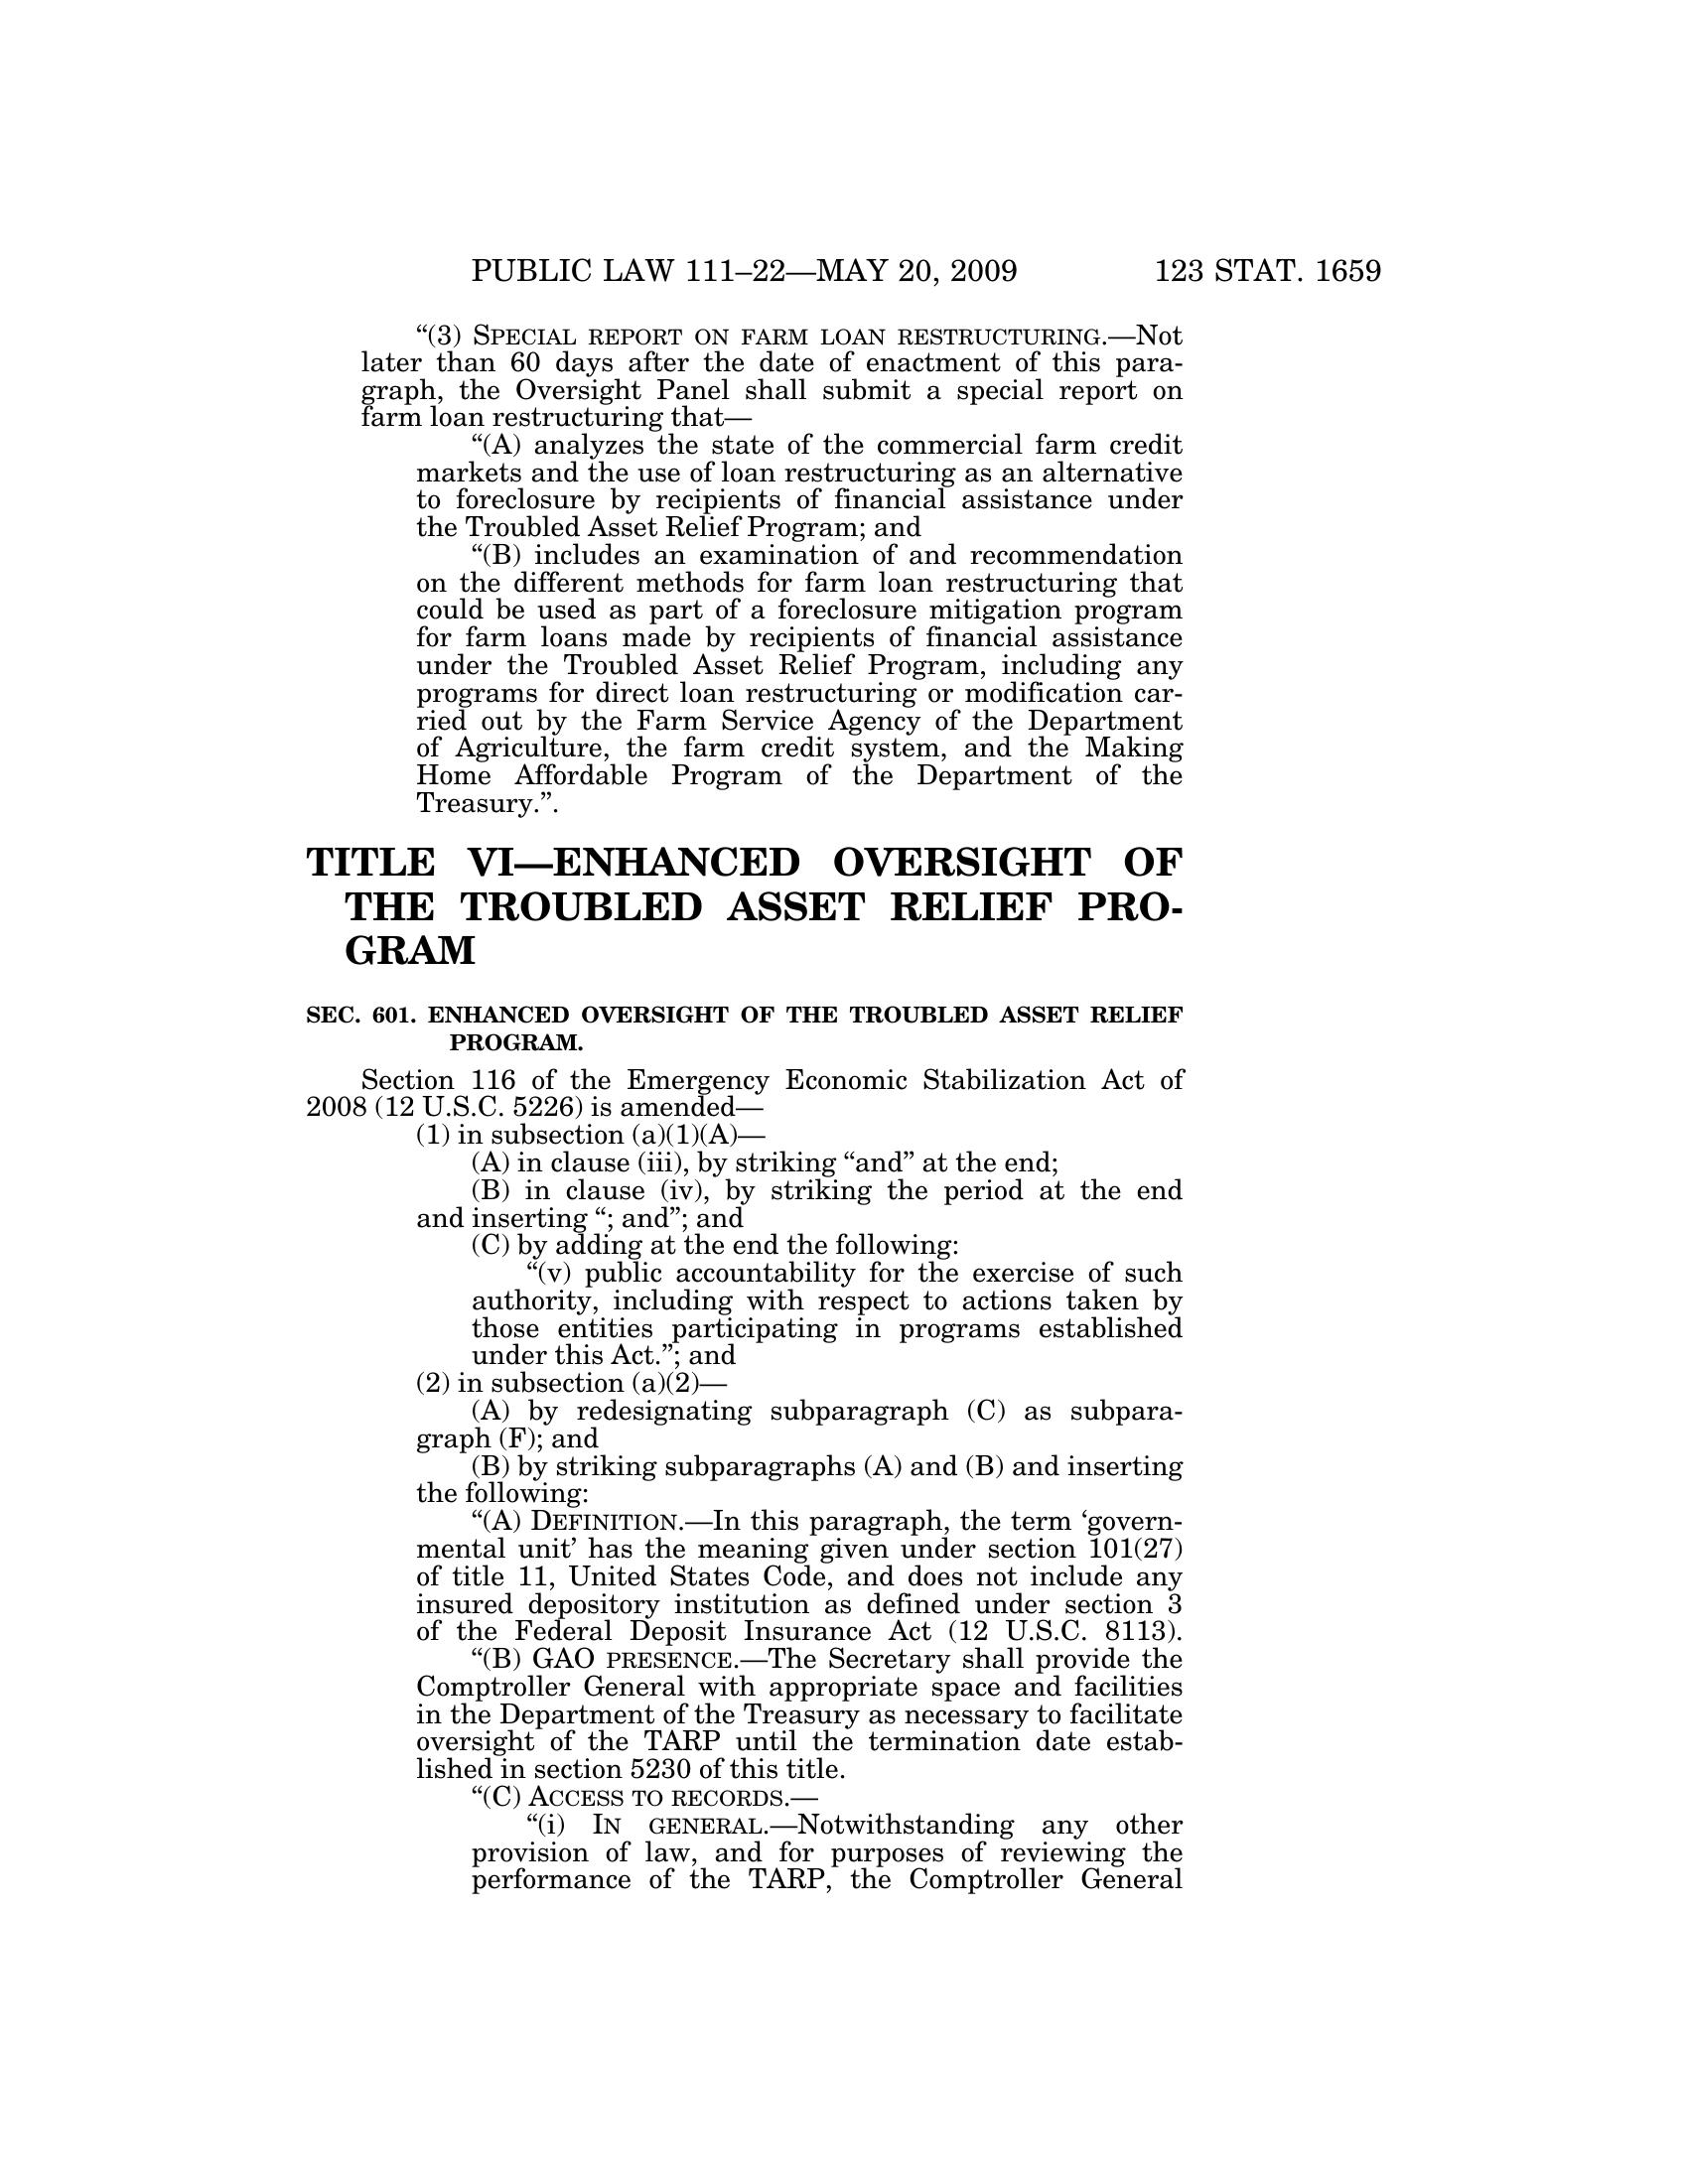 PUBLIC LAW 111–22—MAY 20, 2009 123 STAT. 1659
“(3) SPECIAL REPORT ON FARM LOAN RESTRUCTURING.—Not
later than 60 days after the date of enactment of this para-
graph, the Oversight Panel shall submit a special report on
farm loan restructuring that—
“(A) analyzes the state of the commercial farm credit
markets and the use of loan restructuring as an alternative
to foreclosure by recipients of financial assistance under
the Troubled Asset Relief Program; and
“(B) includes an examination of and recommendation
on the different methods for farm loan restructuring that
could be used as part of a foreclosure mitigation program
for farm loans made by recipients of financial assistance
under the Troubled Asset Relief Program, including any
programs for direct loan restructuring or modification car-
ried out by the Farm Service Agency of the Department
of Agriculture, the farm credit system, and the Making
Home Affordable Program of the Department of the
Treasury.”.
TITLE VI—ENHANCED OVERSIGHT OF
THE TROUBLED ASSET RELIEF PRO-
GRAM
SEC. 601. ENHANCED OVERSIGHT OF THE TROUBLED ASSET RELIEF
PROGRAM.
Section 116 of the Emergency Economic Stabilization Act of
2008 (12 U.S.C. 5226) is amended—
(1) in subsection (a)(1)(A)—
(A) in clause (iii), by striking “and” at the end;
(B) in clause (iv), by striking the period at the end
and inserting “; and”; and
(C) by adding at the end the following:
“(v) public accountability for the exercise of such
authority, including with respect to actions taken by
those entities participating in programs established
under this Act.”; and
(2) in subsection (a)(2)—
(A) by redesignating subparagraph (C) as subpara-
graph (F); and
(B) by striking subparagraphs (A) and (B) and inserting
the following:
“(A) DEFINITION.—In this paragraph, the term ‘govern-
mental unit’ has the meaning given under section 101(27)
of title 11, United States Code, and does not include any
insured depository institution as defined under section 3
of the Federal Deposit Insurance Act (12 U.S.C. 8113).
“(B) GAO PRESENCE.—The Secretary shall provide the
Comptroller General with appropriate space and facilities
in the Department of the Treasury as necessary to facilitate
oversight of the TARP until the termination date estab-
lished in section 5230 of this title.
“(C) ACCESS TO RECORDS.—
“(i) IN GENERAL.—Notwithstanding any other
provision of law, and for purposes of reviewing the
performance of the TARP, the Comptroller General